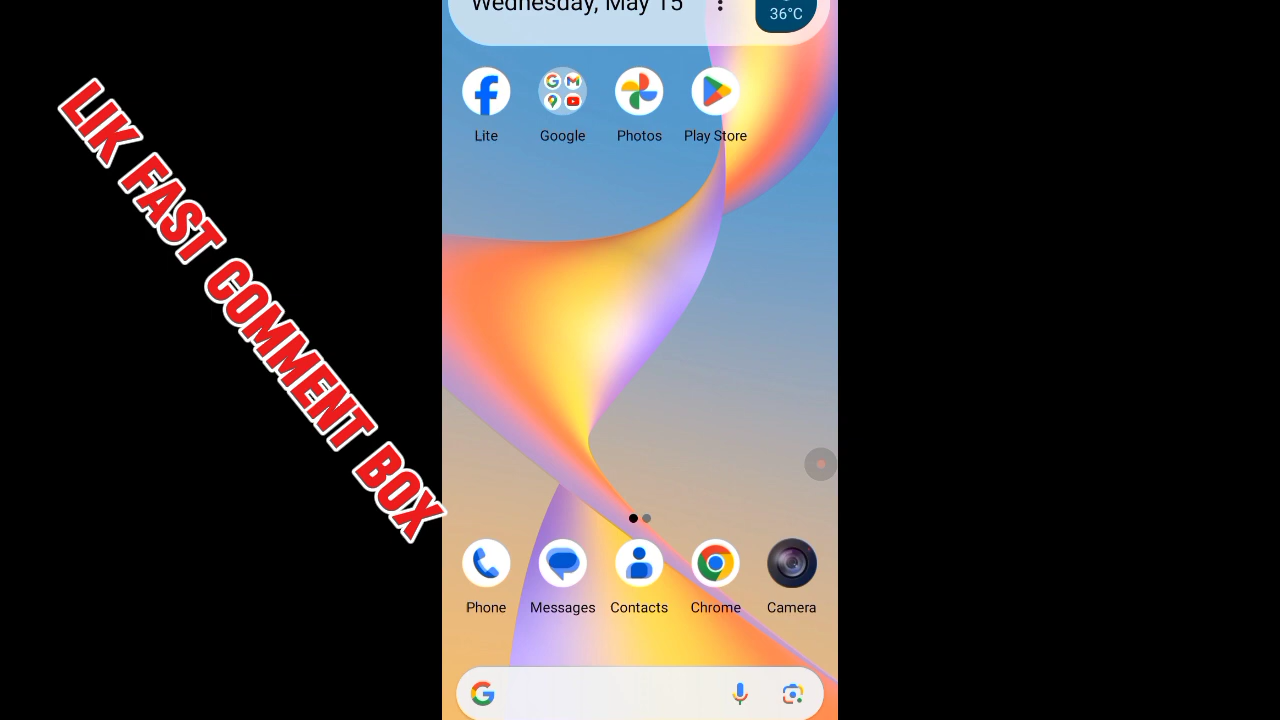 Wednesday, May 15
36°C
Lite
Google
Photos
Play Store
LIK FAST COMMENT BOX
Phone
Messages
Contacts
Chrome
Camera